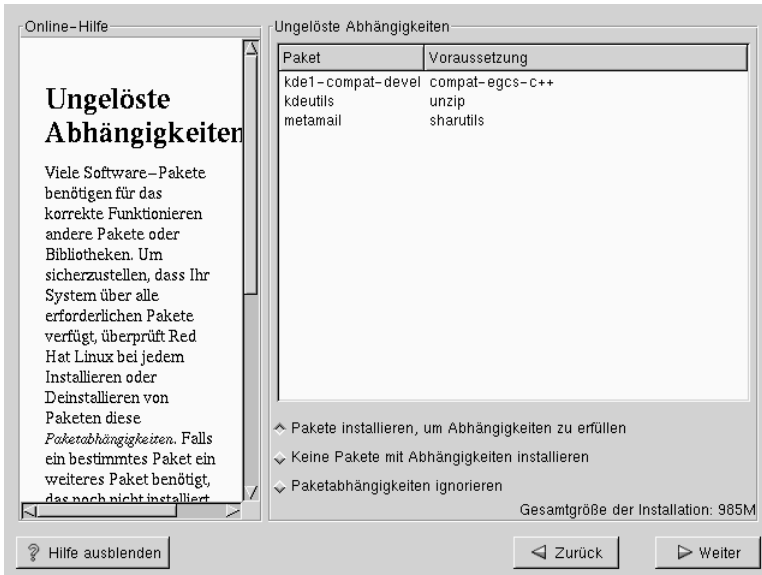 Online-Hilfe
Ungelöste
Abhängigkeiten
Viele Software-Pakete
benötigen für das
korrekte Funktionieren
andere Pakete oder
Bibliotheken. Um
sicherzustellen, dass Ihr
System über alle
erforderlichen Pakete
verfügt, überprüft Red
Hat Linux bei jedem
Installieren oder
Deinstallieren von
Paketen diese
Paketabhängigkeiten. Falls
ein bestimmtes Paket ein
weiteres Paket benötigt,
das noch nicht installiert
Ungelöste Abhängigkeiten
Paket Voraussetzung
kde1-compat-devel compat-egcs-c++
kdeutils unzip
metamail sharutils
Pakete installieren, um Abhängigkeiten zu erfüllen
Keine Pakete mit Abhängigkeiten installieren
Paketabhängigkeiten ignorieren
Gesamtgröße der Installation: 985M
Hilfe ausblenden
Zurück
Weiter